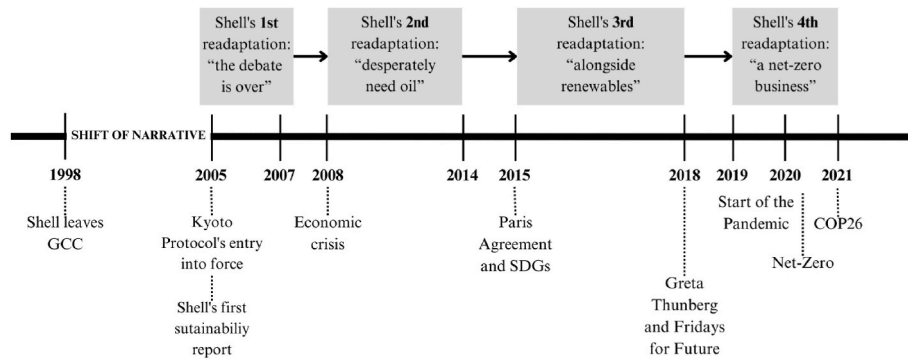 Shell's 1st
readaptation:
“the debate
is over”
Shell's 2nd
readaptation:
“desperately
need oil”
Shell's 3rd
readaptation:
“alongside
renewables”
Shell's 4th
readaptation:
“a net-zero
business”
SHIFT OF NARRATIVE
1998
2005
2007
2008
2014
2015
2018
2019
2020
2021
Shell leaves
GCC
Kyoto
Protocol's entry
into force
Shell's first
sutainabiliy
report
Economic
crisis
Paris
Agreement
and SDGs
Greta
Thunberg
and Fridays
for Future
Start of the
Pandemic
Net-Zero
COP26